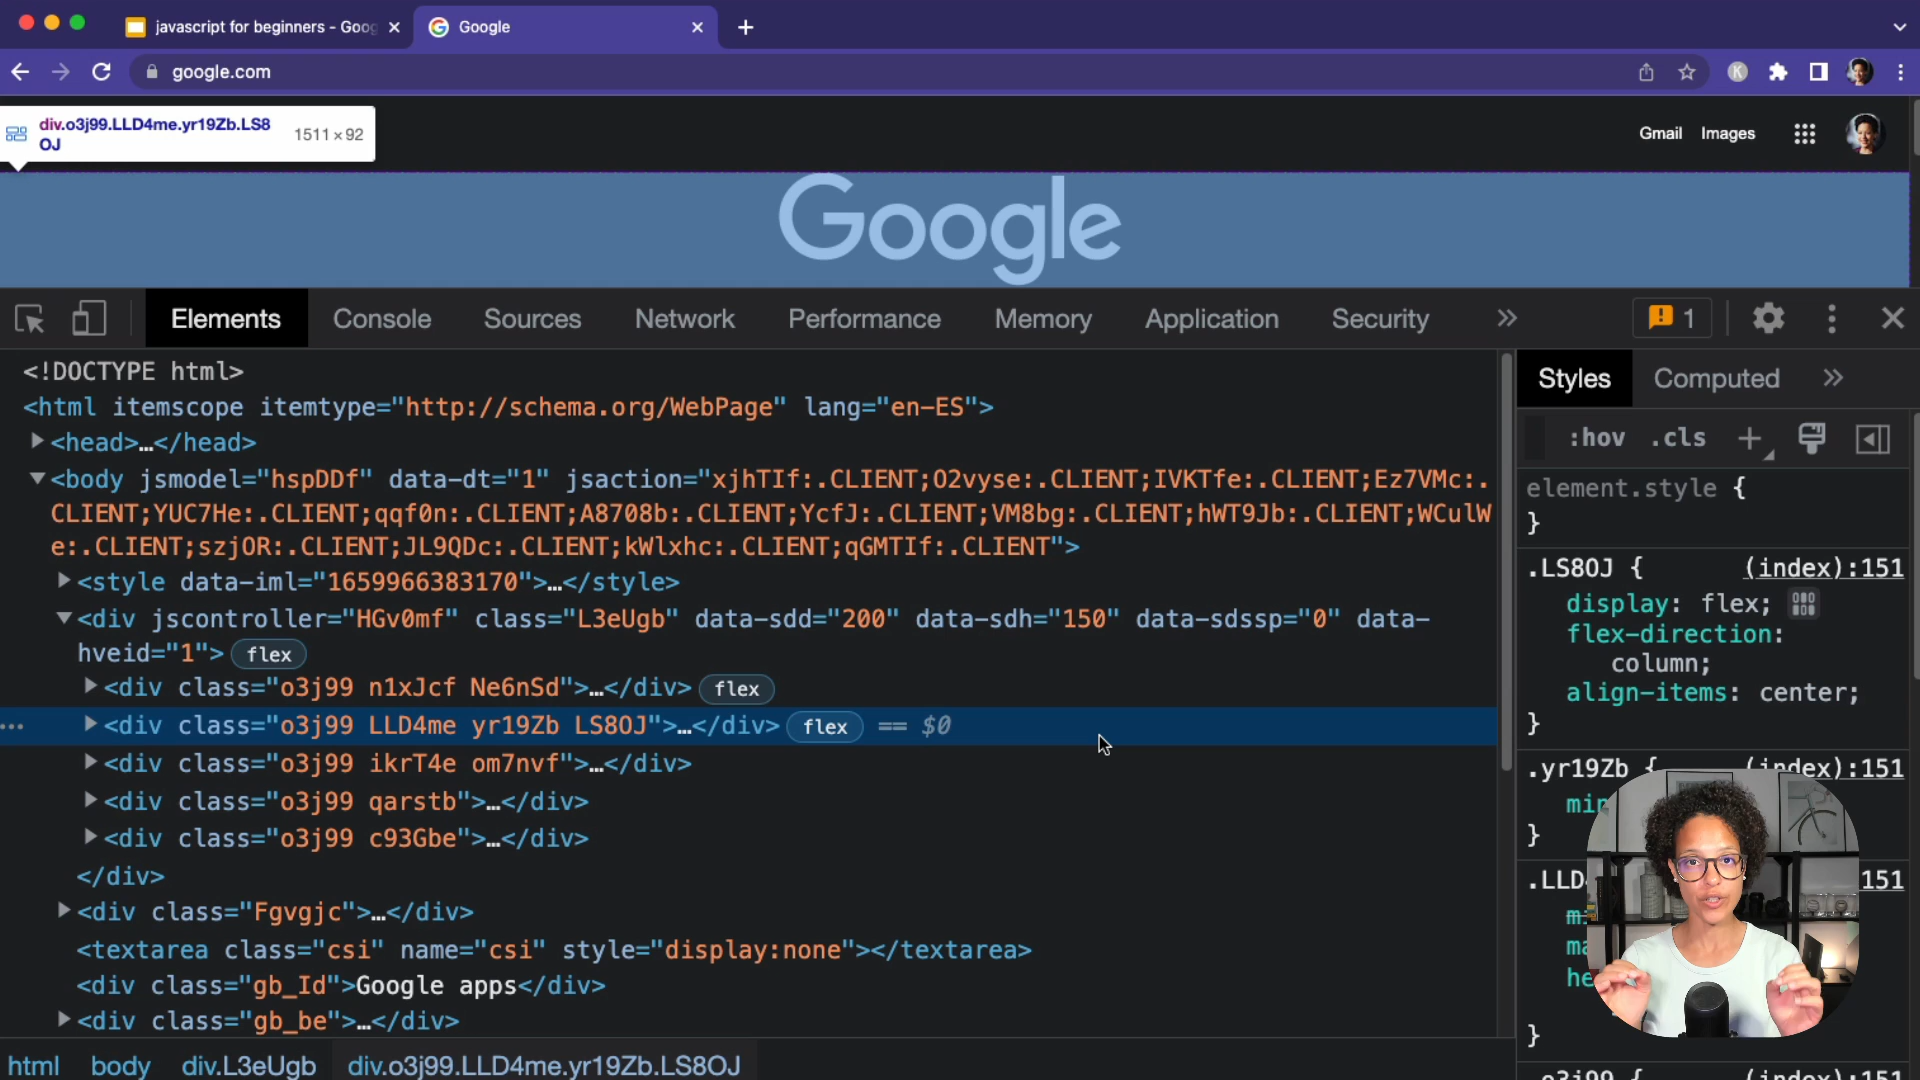 javascript for beginners - Goog
Google
google.com
div.o3j99.LLD4me.yr19Zb.LS8
OJ
1511 × 92
Gmail Images
Google
Elements Console Sources Network Performance Memory Application Security 1
<!DOCTYPE html>
<html itemscope itemtype="http://schema.org/WebPage" lang="en-ES">
<head>…</head>
<body jsmodel="hspDDf" data-dt="1" jsaction="xjhTIf:.CLIENT;O2vyse:.CLIENT;IVKTfe:.CLIENT;Ez7VMc:.
CLIENT;YUC7He:.CLIENT;qqf0n:.CLIENT;A8708b:.CLIENT;YcfJ:.CLIENT;VM8bg:.CLIENT;hWT9Jb:.CLIENT;WCulW
e:.CLIENT;szjOR:.CLIENT;JL9QDc:.CLIENT;kWlxhc:.CLIENT;qGMTIf:.CLIENT">
<style data-iml="1659966383170">…</style>
<div jscontroller="HGv0mf" class="L3eUgb" data-sdd="200" data-sdh="150" data-sdssp="0" data-
hveid="1"> flex
<div class="o3j99 n1xJcf Ne6nSd">…</div> flex
<div class="o3j99 LLD4me yr19Zb LS8OJ">…</div> flex == $0
<div class="o3j99 ikrT4e om7nvf">…</div>
<div class="o3j99 qarstb">…</div>
<div class="o3j99 c93Gbe">…</div>
</div>
<div class="Fgvgjc">…</div>
<textarea class="csi" name="csi" style="display:none"></textarea>
<div class="gb_Id">Google apps</div>
<div class="gb_be">…</div>
html body div.L3eUgb div.o3j99.LLD4me.yr19Zb.LS8OJ
Styles Computed
:hov .cls
element.style {
}
.LS8OJ { (index):151
display: flex;
flex-direction:
column;
align-items: center;
}
.yr19Zb { (index):151
min
}
.LLD4 151
m
ma
he
}
.o3j99 { (index):151
K